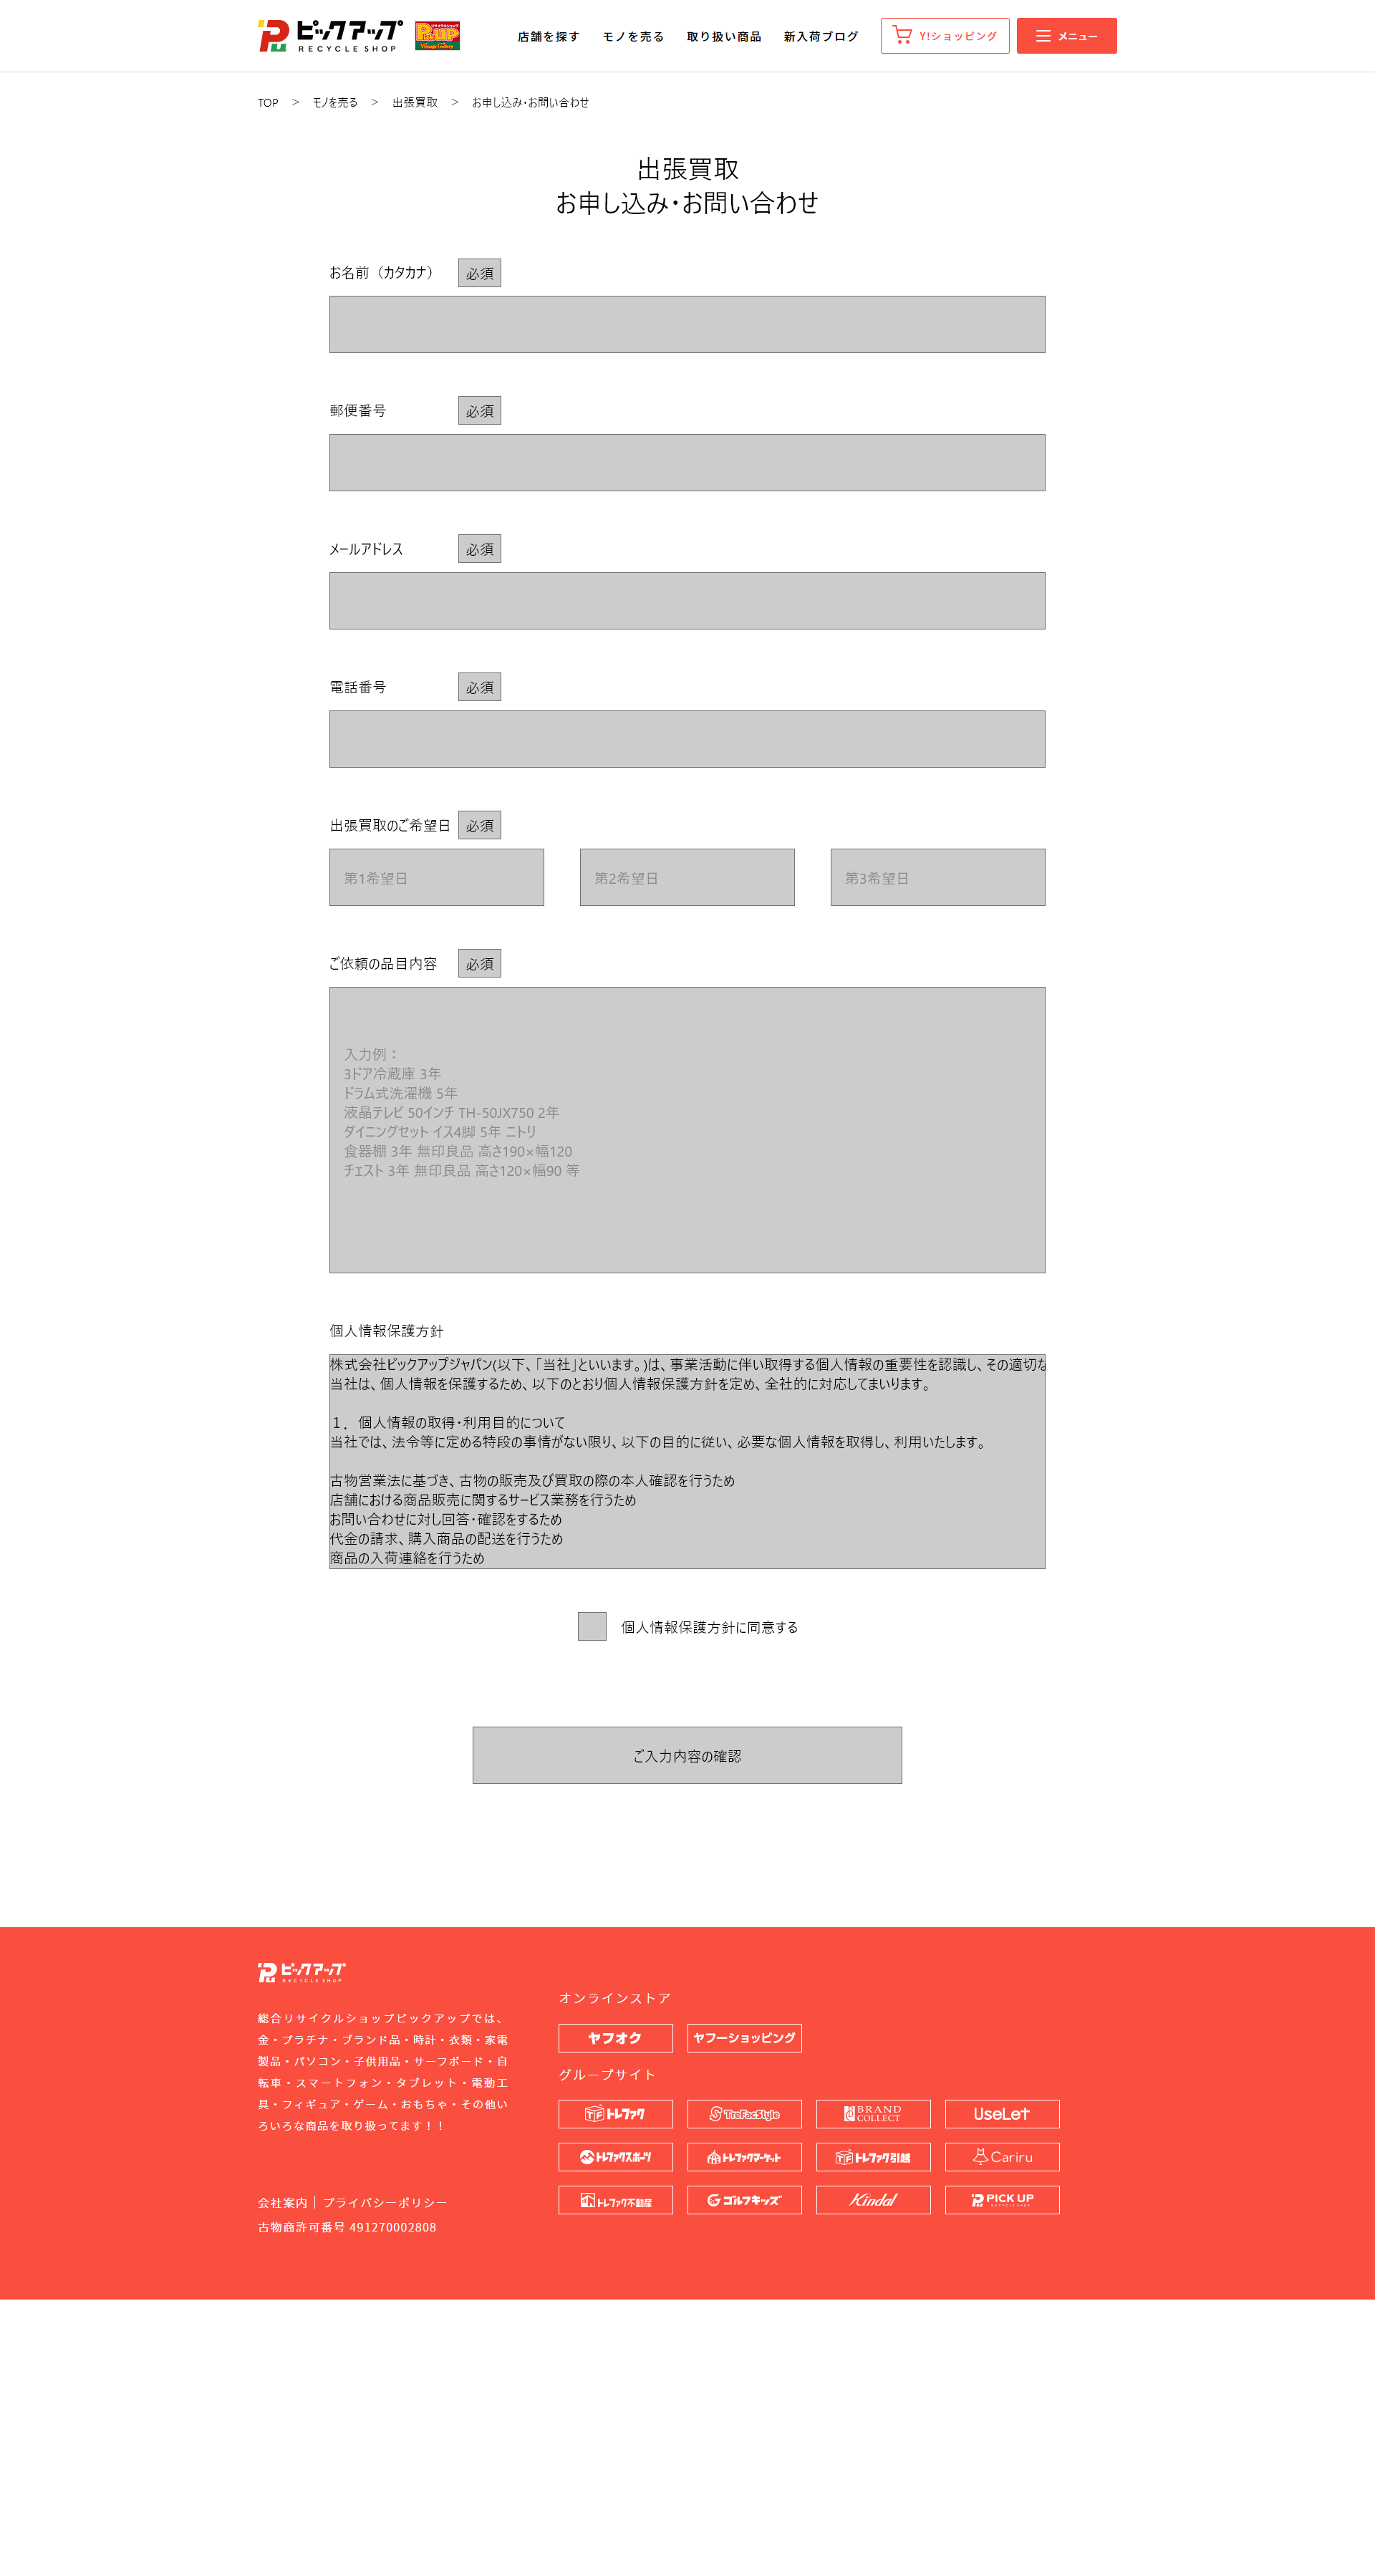 ピックアップ
RECYCLE SHOP
店舗を探す
モノを売る
取り扱い商品
新入荷ブログ
Y!ショッピング
メニュー
TOP > モノを売る > 出張買取 > お申し込み・お問い合わせ
出張買取
お申し込み・お問い合わせ
お名前（カタカナ） 必須
郵便番号 必須
メールアドレス 必須
電話番号 必須
出張買取のご希望日 必須
第1希望日 第2希望日 第3希望日
ご依頼の品目内容 必須
入力例：
3ドア冷蔵庫 3年
ドラム式洗濯機 5年
液晶テレビ 50インチ TH-50JX750 2年
ダイニングセット イス4脚 5年 ニトリ
食器棚 3年 無印良品 高さ190×幅120
チェスト 3年 無印良品 高さ120×幅90 等
個人情報保護方針
株式会社ピックアップジャパン(以下、「当社」といいます。)は、事業活動に伴い取得する個人情報の重要性を認識し、その適切な
当社は、個人情報を保護するため、以下のとおり個人情報保護方針を定め、全社的に対応してまいります。
１．個人情報の取得・利用目的について
当社では、法令等に定める特段の事情がない限り、以下の目的に従い、必要な個人情報を取得し、利用いたします。
古物営業法に基づき、古物の販売及び買取の際の本人確認を行うため
店舗における商品販売に関するサービス業務を行うため
お問い合わせに対し回答・確認をするため
代金の請求、購入商品の配送を行うため
商品の入荷連絡を行うため
個人情報保護方針に同意する
ご入力内容の確認
ピックアップ
RECYCLE SHOP
総合リサイクルショップピックアップでは、
金・プラチナ・ブランド品・時計・衣類・家電
製品・パソコン・子供用品・サーフボード・自
転車・スマートフォン・タブレット・電動工
具・フィギュア・ゲーム・おもちゃ・その他い
ろいろな商品を取り扱ってます！！
会社案内 | プライバシーポリシー
古物商許可番号 491270002808
オンラインストア
ヤフオク ヤフーショッピング
グループサイト
トレファク TreFacStyle BRAND COLLECT UseLet
トレファクスポーツ トレファクマーケット トレファク引越 Cariru
トレファク不動産 ゴルフキッズ Kindal PICK UP